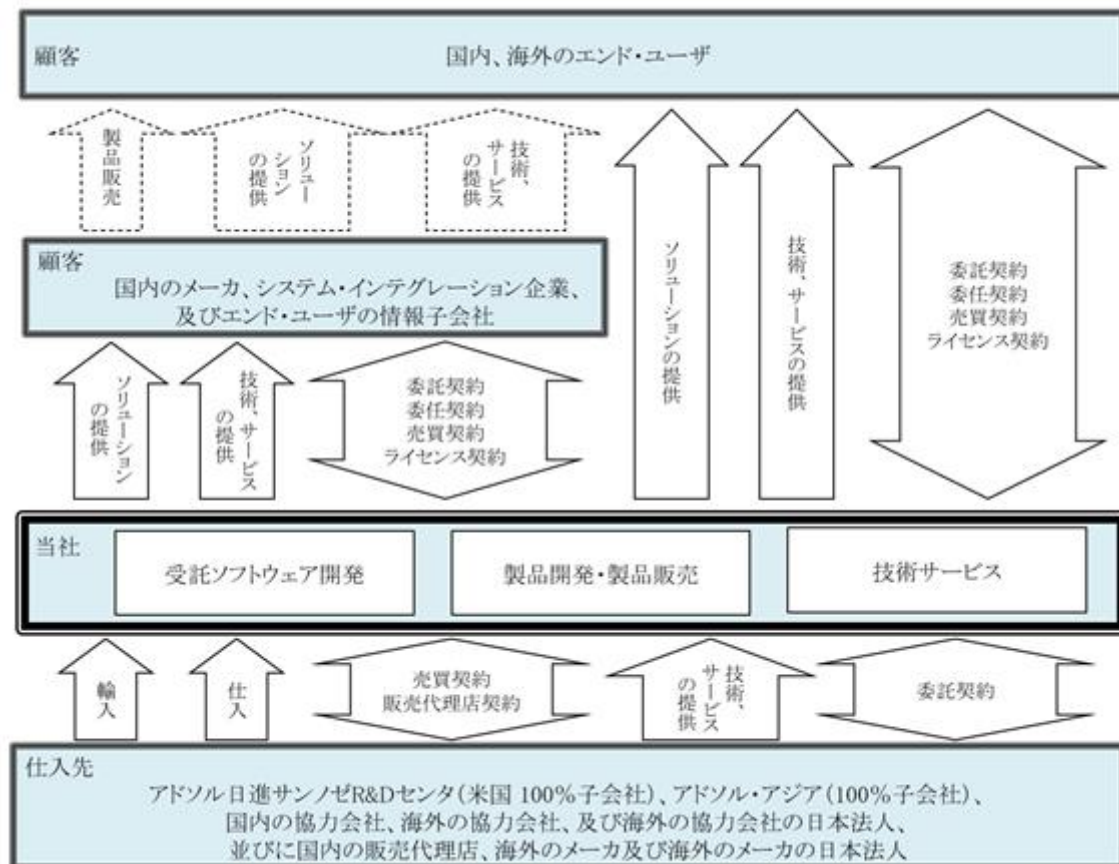 顧客
国内、海外のエンド・ユーザ
製品販売
ソリュー
ション
の提供
技術、
サービス
の提供
顧客
国内のメーカ、システム・インテグレーション企業、
及びエンド・ユーザの情報子会社
ソリューションの提供
技術、サービスの提供
委託契約
委任契約
売買契約
ライセンス契約
ソリューション
の提供
技術、サービス
の提供
委託契約
委任契約
売買契約
ライセンス契約
当社
受託ソフトウェア開発
製品開発・製品販売
技術サービス
輸入
仕入
売買契約
販売代理店契約
技術、
サービス
の提供
委託契約
仕入先
アドソル日進サンノゼR&Dセンタ(米国 100%子会社)、アドソル・アジア(100%子会社)、
国内の協力会社、海外の協力会社、及び海外の協力会社の日本法人、
並びに国内の販売代理店、海外のメーカ及び海外のメーカの日本法人